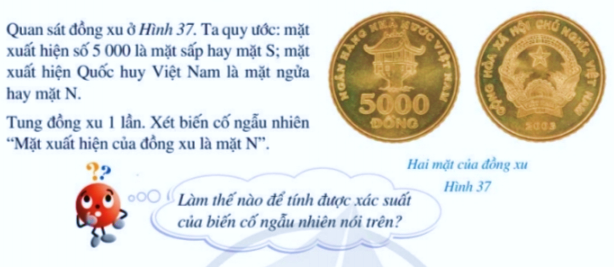 Quan sát đồng xu ở Hình 37. Ta quy ước: mặt
xuất hiện số 5 000 là mặt sấp hay mặt S; mặt
xuất hiện Quốc huy Việt Nam là mặt ngửa
hay mặt N.
Tung đồng xu 1 lần. Xét biến cố ngẫu nhiên
“Mặt xuất hiện của đồng xu là mặt N”.
NGÂN HÀNG NHÀ NƯỚC VIỆT NAM
5000
ĐỒNG
CỘNG HÒA XÃ HỘI CHỦ NGHĨA VIỆT NAM
2003
Hai mặt của đồng xu
Hình 37
??
Làm thế nào để tính được xác suất
của biến cố ngẫu nhiên nói trên?